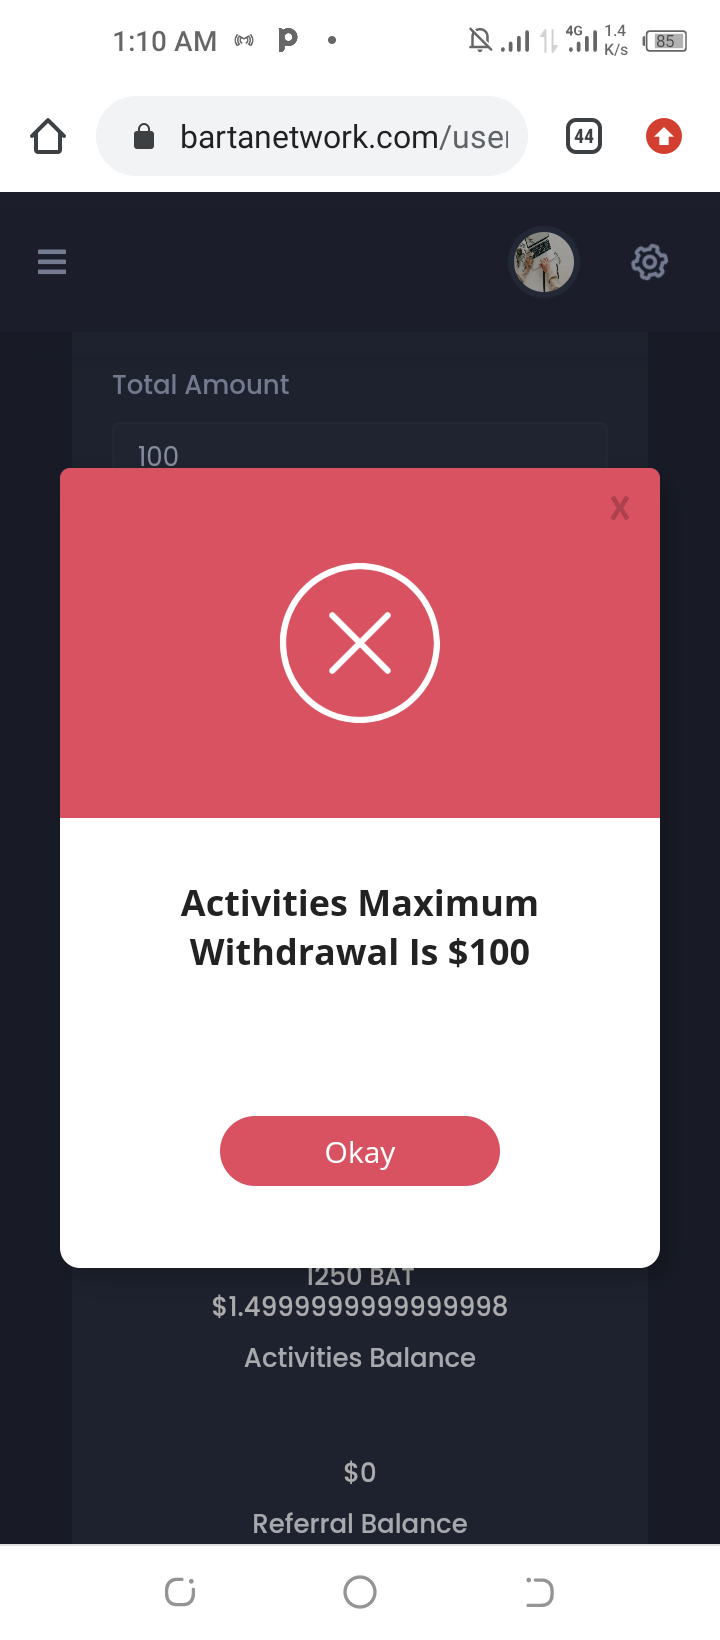 1:10 AM
4G
1.4
K/s
85
bartanetwork.com/user
44
Total Amount
100
X
Activities Maximum
Withdrawal Is $100
Okay
1250 BAT
$1.4999999999999998
Activities Balance
$0
Referral Balance